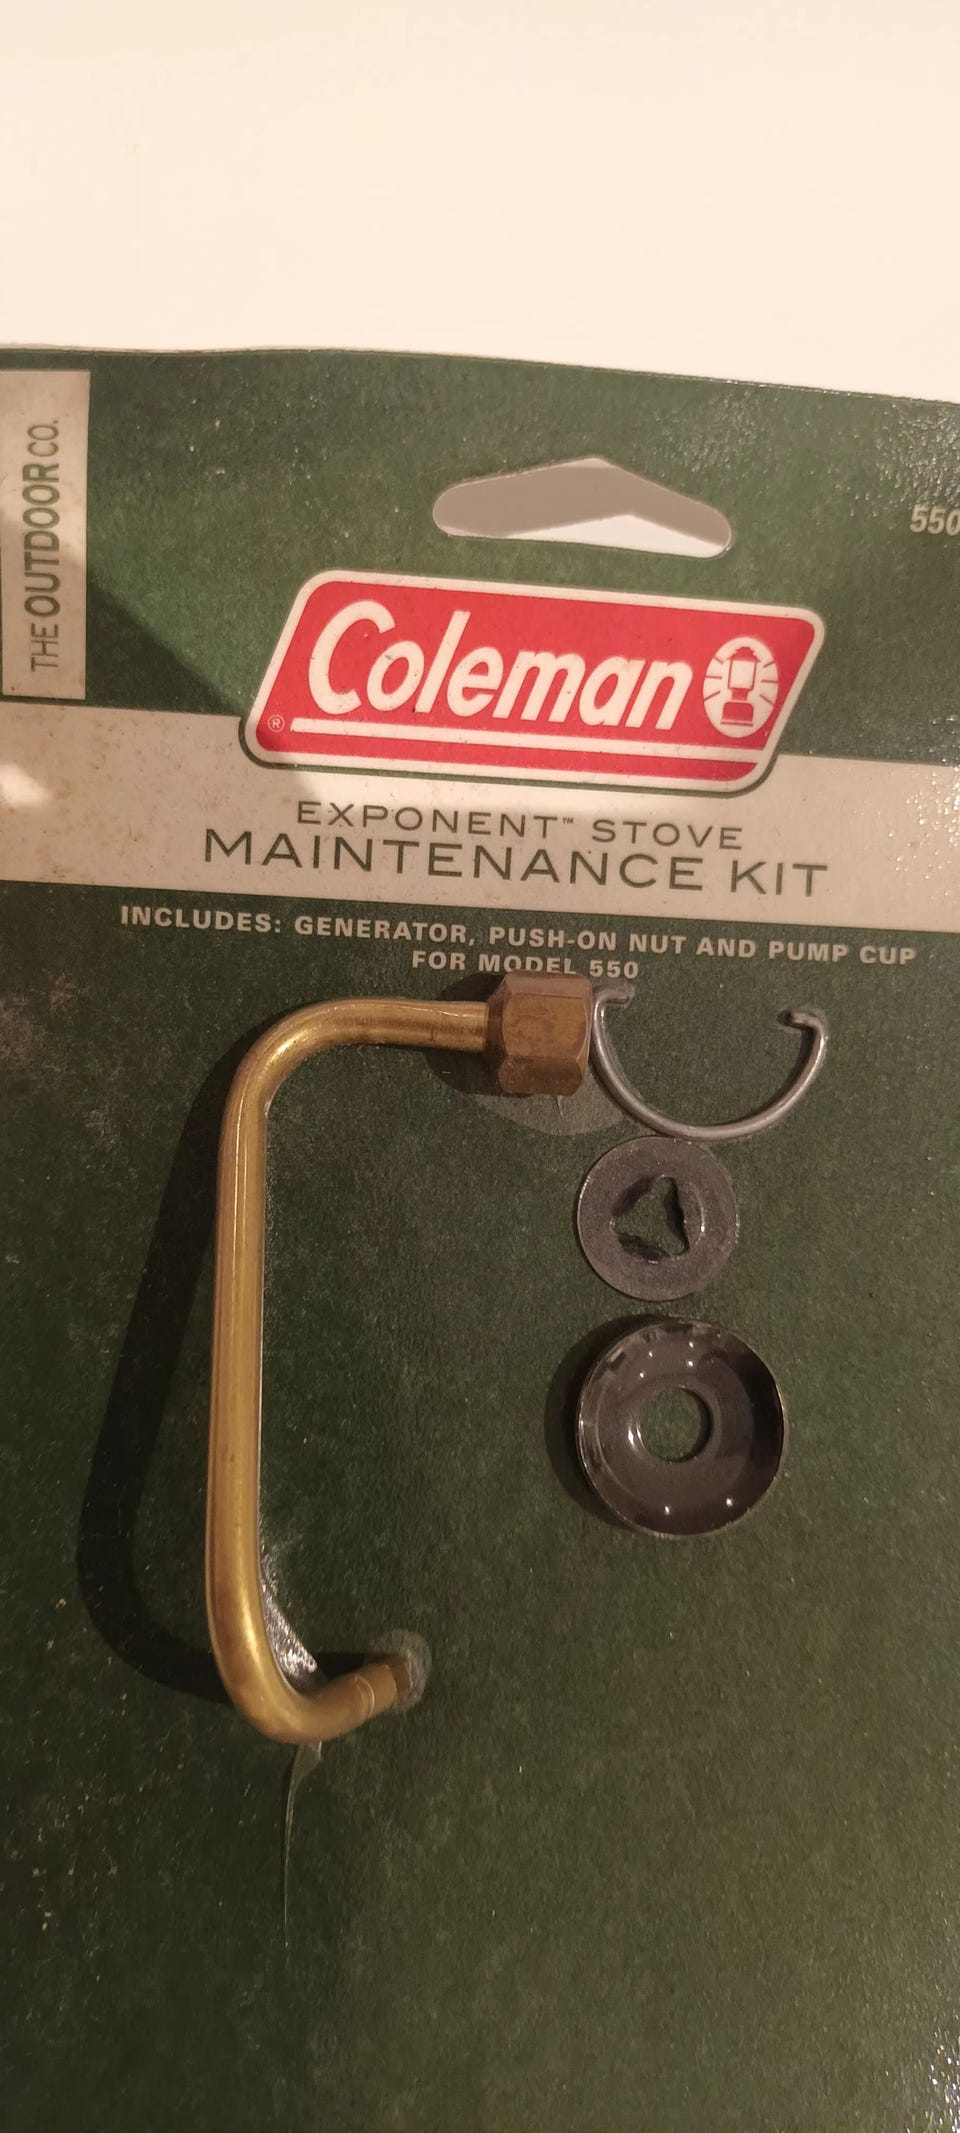 THE OUTDOOR CO.
550
Coleman
®
EXPONENT™ STOVE
MAINTENANCE KIT
INCLUDES: GENERATOR, PUSH-ON NUT AND PUMP CUP
FOR MODEL 550